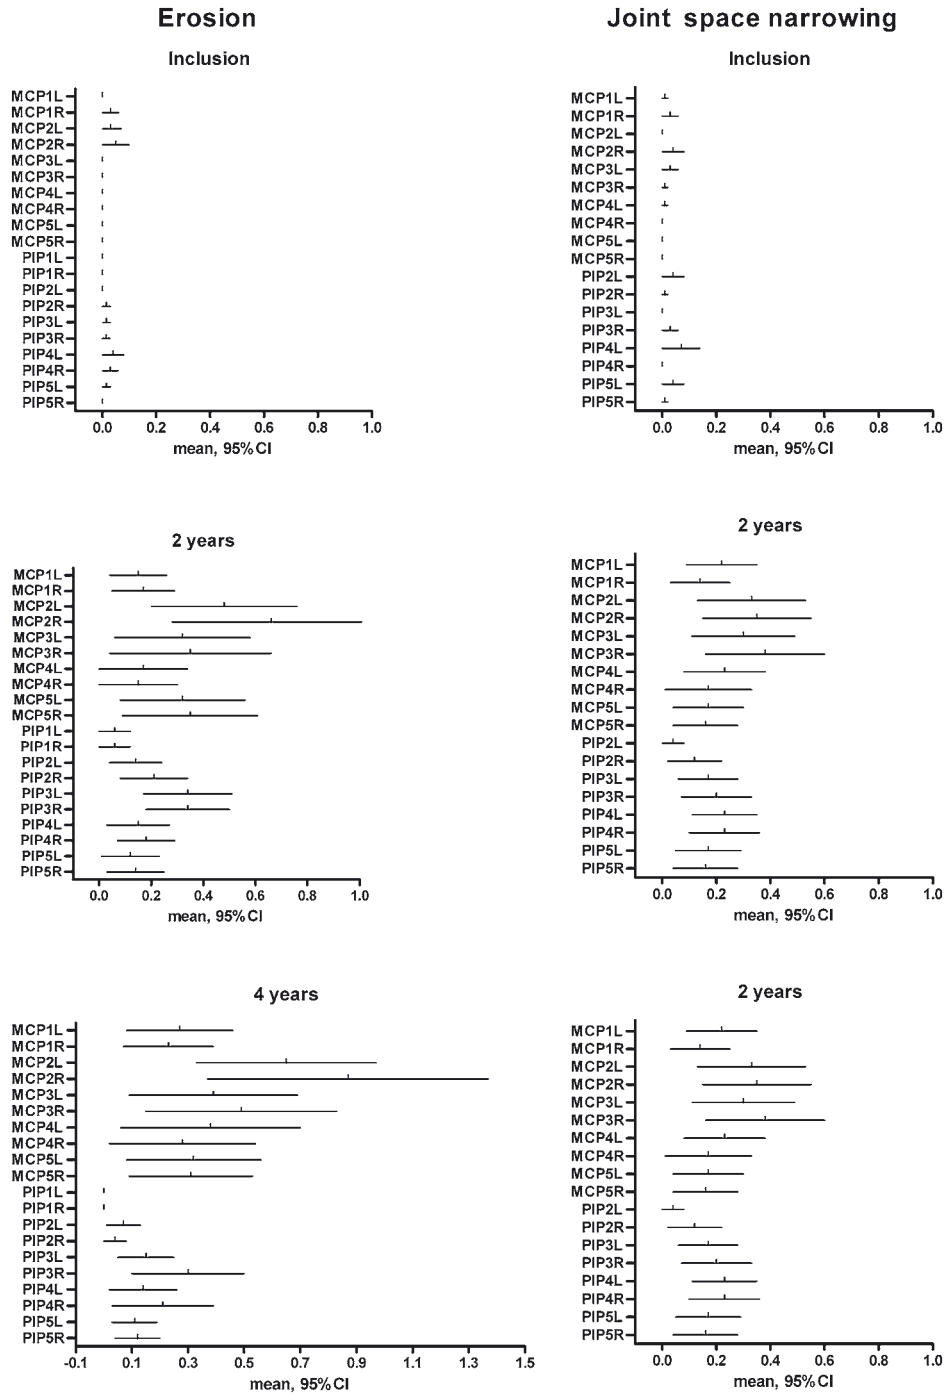 Erosion
Joint space narrowing
Inclusion
MCP1L
MCP1R
MCP2L
MCP2R
MCP3L
MCP3R
MCP4L
MCP4R
MCP5L
MCP5R
PIP1L
PIP1R
PIP2L
PIP2R
PIP3L
PIP3R
PIP4L
PIP4R
PIP5L
PIP5R
0.0 0.2 0.4 0.6 0.8 1.0
mean, 95%CI
Inclusion
MCP1L
MCP1R
MCP2L
MCP2R
MCP3L
MCP3R
MCP4L
MCP4R
MCP5L
MCP5R
PIP2L
PIP2R
PIP3L
PIP3R
PIP4L
PIP4R
PIP5L
PIP5R
0.0 0.2 0.4 0.6 0.8 1.0
mean, 95%CI
2 years
MCP1L
MCP1R
MCP2L
MCP2R
MCP3L
MCP3R
MCP4L
MCP4R
MCP5L
MCP5R
PIP1L
PIP1R
PIP2L
PIP2R
PIP3L
PIP3R
PIP4L
PIP4R
PIP5L
PIP5R
0.0 0.2 0.4 0.6 0.8 1.0
mean, 95%CI
2 years
MCP1L
MCP1R
MCP2L
MCP2R
MCP3L
MCP3R
MCP4L
MCP4R
MCP5L
MCP5R
PIP2L
PIP2R
PIP3L
PIP3R
PIP4L
PIP4R
PIP5L
PIP5R
0.0 0.2 0.4 0.6 0.8 1.0
mean, 95%CI
4 years
MCP1L
MCP1R
MCP2L
MCP2R
MCP3L
MCP3R
MCP4L
MCP4R
MCP5L
MCP5R
PIP1L
PIP1R
PIP2L
PIP2R
PIP3L
PIP3R
PIP4L
PIP4R
PIP5L
PIP5R
-0.1 0.1 0.3 0.5 0.7 0.9 1.1 1.3 1.5
mean, 95%CI
2 years
MCP1L
MCP1R
MCP2L
MCP2R
MCP3L
MCP3R
MCP4L
MCP4R
MCP5L
MCP5R
PIP2L
PIP2R
PIP3L
PIP3R
PIP4L
PIP4R
PIP5L
PIP5R
0.0 0.2 0.4 0.6 0.8 1.0
mean, 95%CI